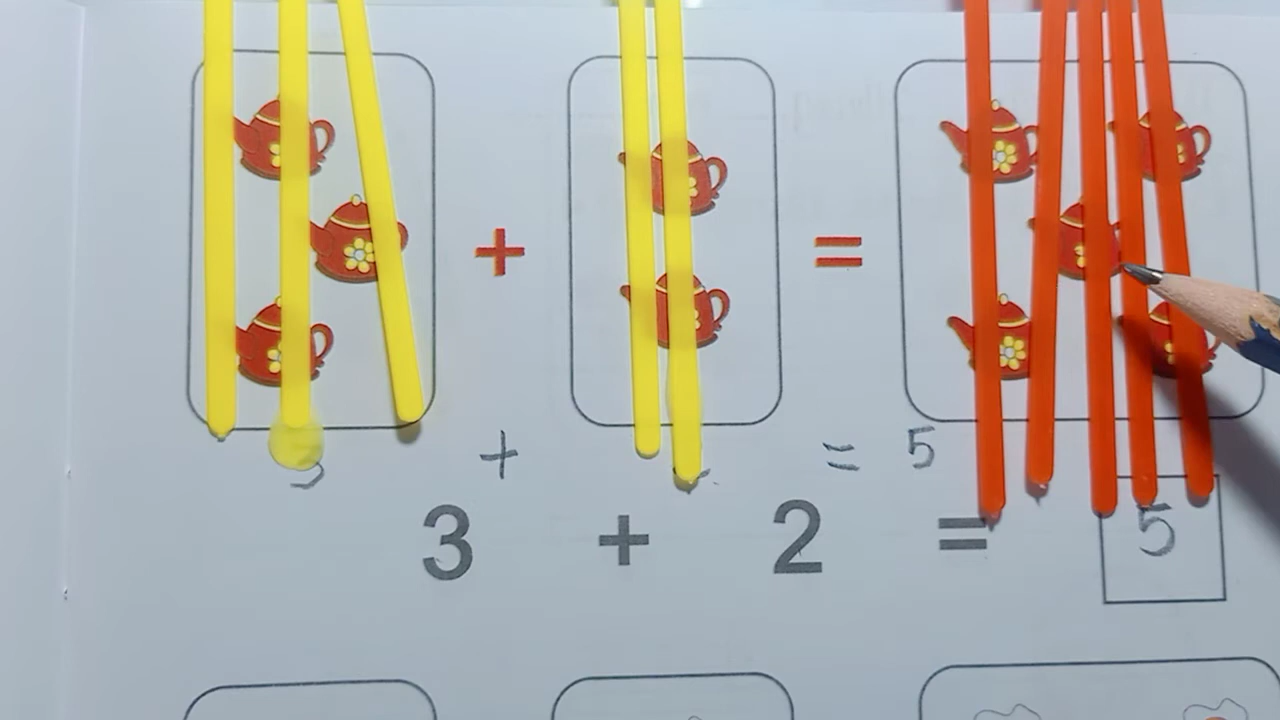 + =
+ = 5
3 + 2 = 5